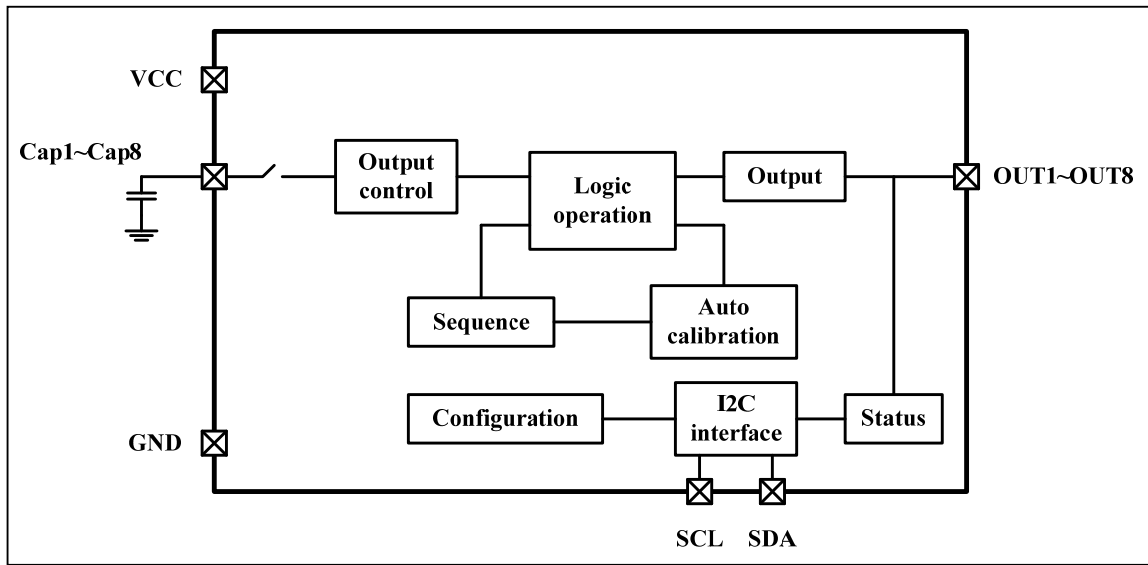 VCC
Cap1~Cap8
Output
control
Logic
operation
Output
OUT1~OUT8
Sequence
Auto
calibration
Configuration
I2C
interface
Status
GND
SCL
SDA